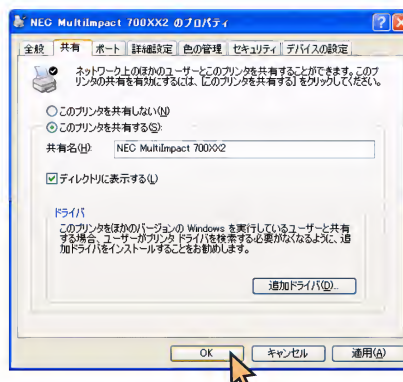 NEC MultiImpact 700XX2 のプロパティ
全般 共有 ポート 詳細設定 色の管理 セキュリティ デバイスの設定
ネットワーク上のほかのユーザーとこのプリンタを共有することができます。このプ
リンタの共有を有効にするには、[このプリンタを共有する] をクリックしてください。
このプリンタを共有しない(N)
このプリンタを共有する(S):
共有名(H): NEC MultiImpact 700XX2
ディレクトリに表示する(L)
ドライバ
このプリンタをほかのバージョンの Windows を実行しているユーザーと共有
する場合、ユーザーがプリンタ ドライバを検索する必要がなくなるように、追
加ドライバをインストールすることをお勧めします。
追加ドライバ(D)...
OK キャンセル 適用(A)